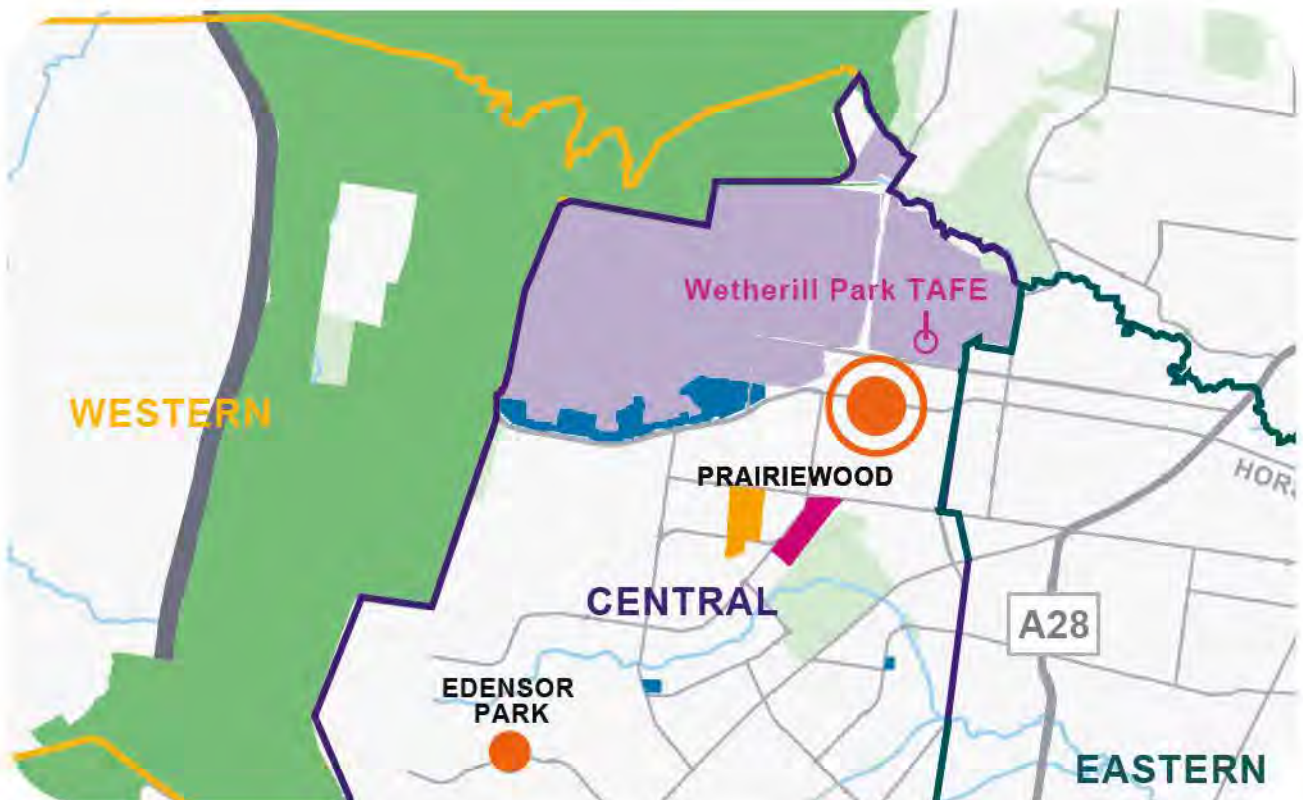 Wetherill Park TAFE
WESTERN
PRAIRIEWOOD
CENTRAL
A28
EDENSOR
PARK
EASTERN